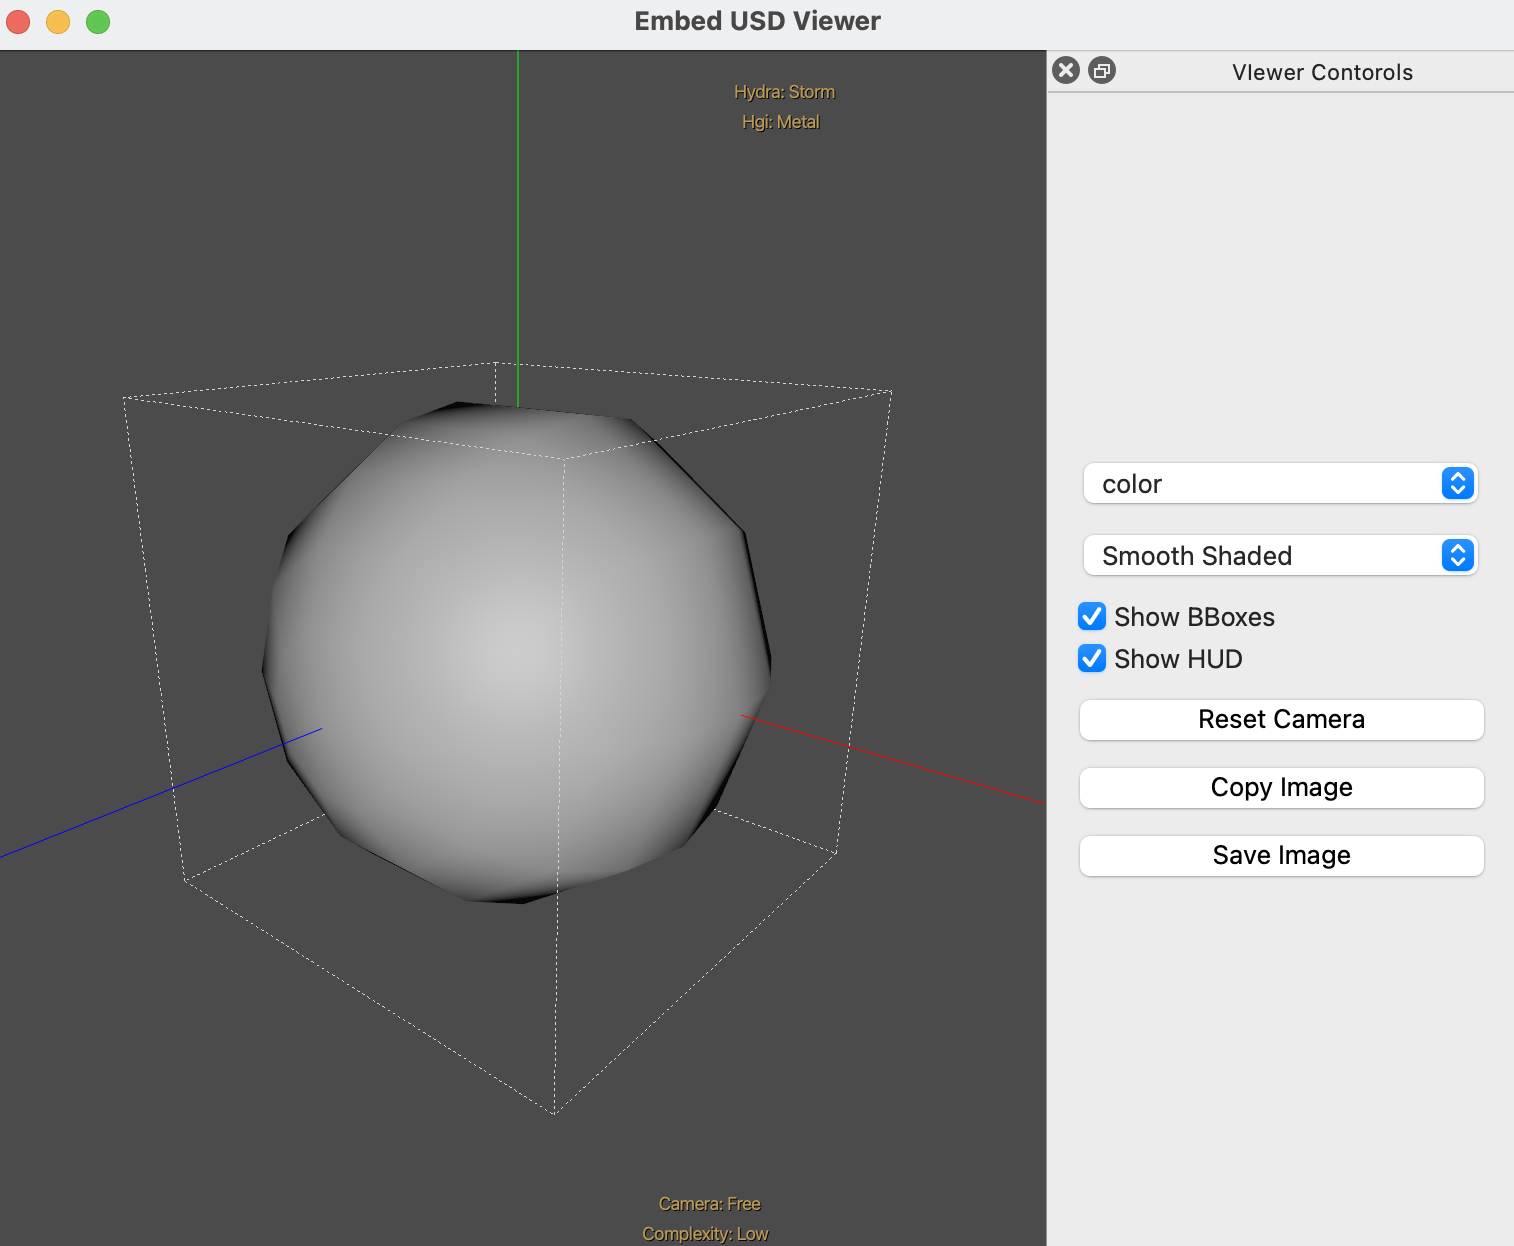 Embed USD Viewer
VIewer Contorols
Hydra: Storm
Hgi: Metal
color
Smooth Shaded
Show BBoxes
Show HUD
Reset Camera
Copy Image
Save Image
Camera: Free
Complexity: Low